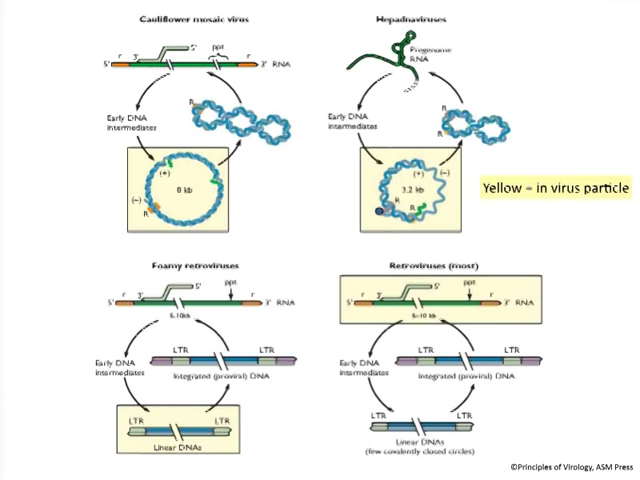 Cauliflower mosaic virus
5'
ppt
r
3'
r
5'
3' RNA
Early DNA
intermediates
R
(+)
8 kb
(−)
R
Hepadnaviruses
Pregenome
RNA
Early DNA
intermediates
R
R
(+)
(−)
3.2 kb
R
R
Yellow = in virus particle
Foamy retroviruses
5'
ppt
r
3'
r
5'
3' RNA
8–10kb
Early DNA
intermediates
LTR
LTR
Integrated (proviral) DNA
LTR
LTR
Linear DNAs
Retroviruses (most)
5'
ppt
r
3'
r
5'
3' RNA
8–10 kb
Early DNA
intermediates
LTR
LTR
Integrated (proviral) DNA
LTR
LTR
Linear DNAs
(few covalently closed circles)
©Principles of Virology, ASM Press